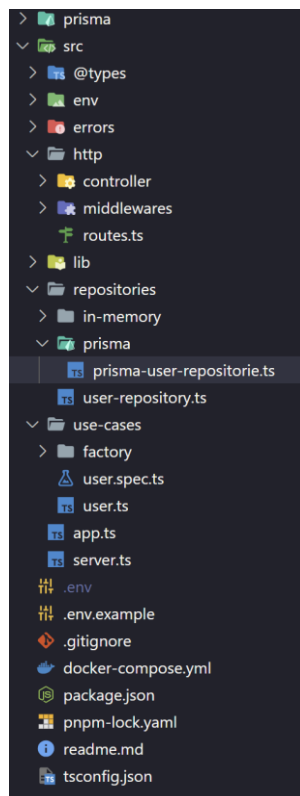 prisma
src
@types
env
errors
http
controller
middlewares
routes.ts
lib
repositories
in-memory
prisma
prisma-user-repositorie.ts
user-repository.ts
use-cases
factory
user.spec.ts
user.ts
app.ts
server.ts
.env
.env.example
.gitignore
docker-compose.yml
package.json
pnpm-lock.yaml
readme.md
tsconfig.json